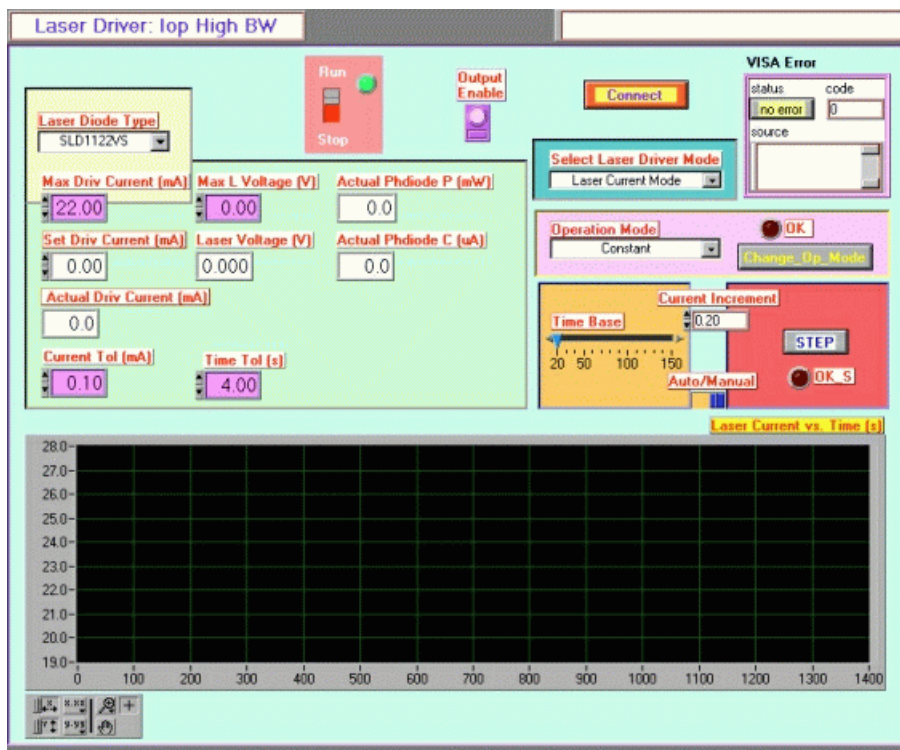 Laser Driver: Iop High BW
VISA Error
Run
Stop
Output
Enable
Connect
status
code
no error
0
source
Laser Diode Type
SLD1122VS
Select Laser Driver Mode
Laser Current Mode
Max Driv Current (mA)
Max L Voltage (V)
Actual Phdiode P (mW)
22.00
0.00
0.0
Set Driv Current (mA)
Laser Voltage (V)
Actual Phdiode C (uA)
0.00
0.000
0.0
Operation Mode
OK
Constant
Change_Op_Mode
Actual Driv Current (mA)
0.0
Current Tol (mA)
Time Tol (s)
0.10
4.00
Current Increment
0.20
Time Base
20 50 100 150
STEP
Auto/Manual
OK_S
Laser Current vs. Time (s)
28.0
27.0
26.0
25.0
24.0
23.0
22.0
21.0
20.0
19.0
0 100 200 300 400 500 600 700 800 900 1000 1100 1200 1300 1400